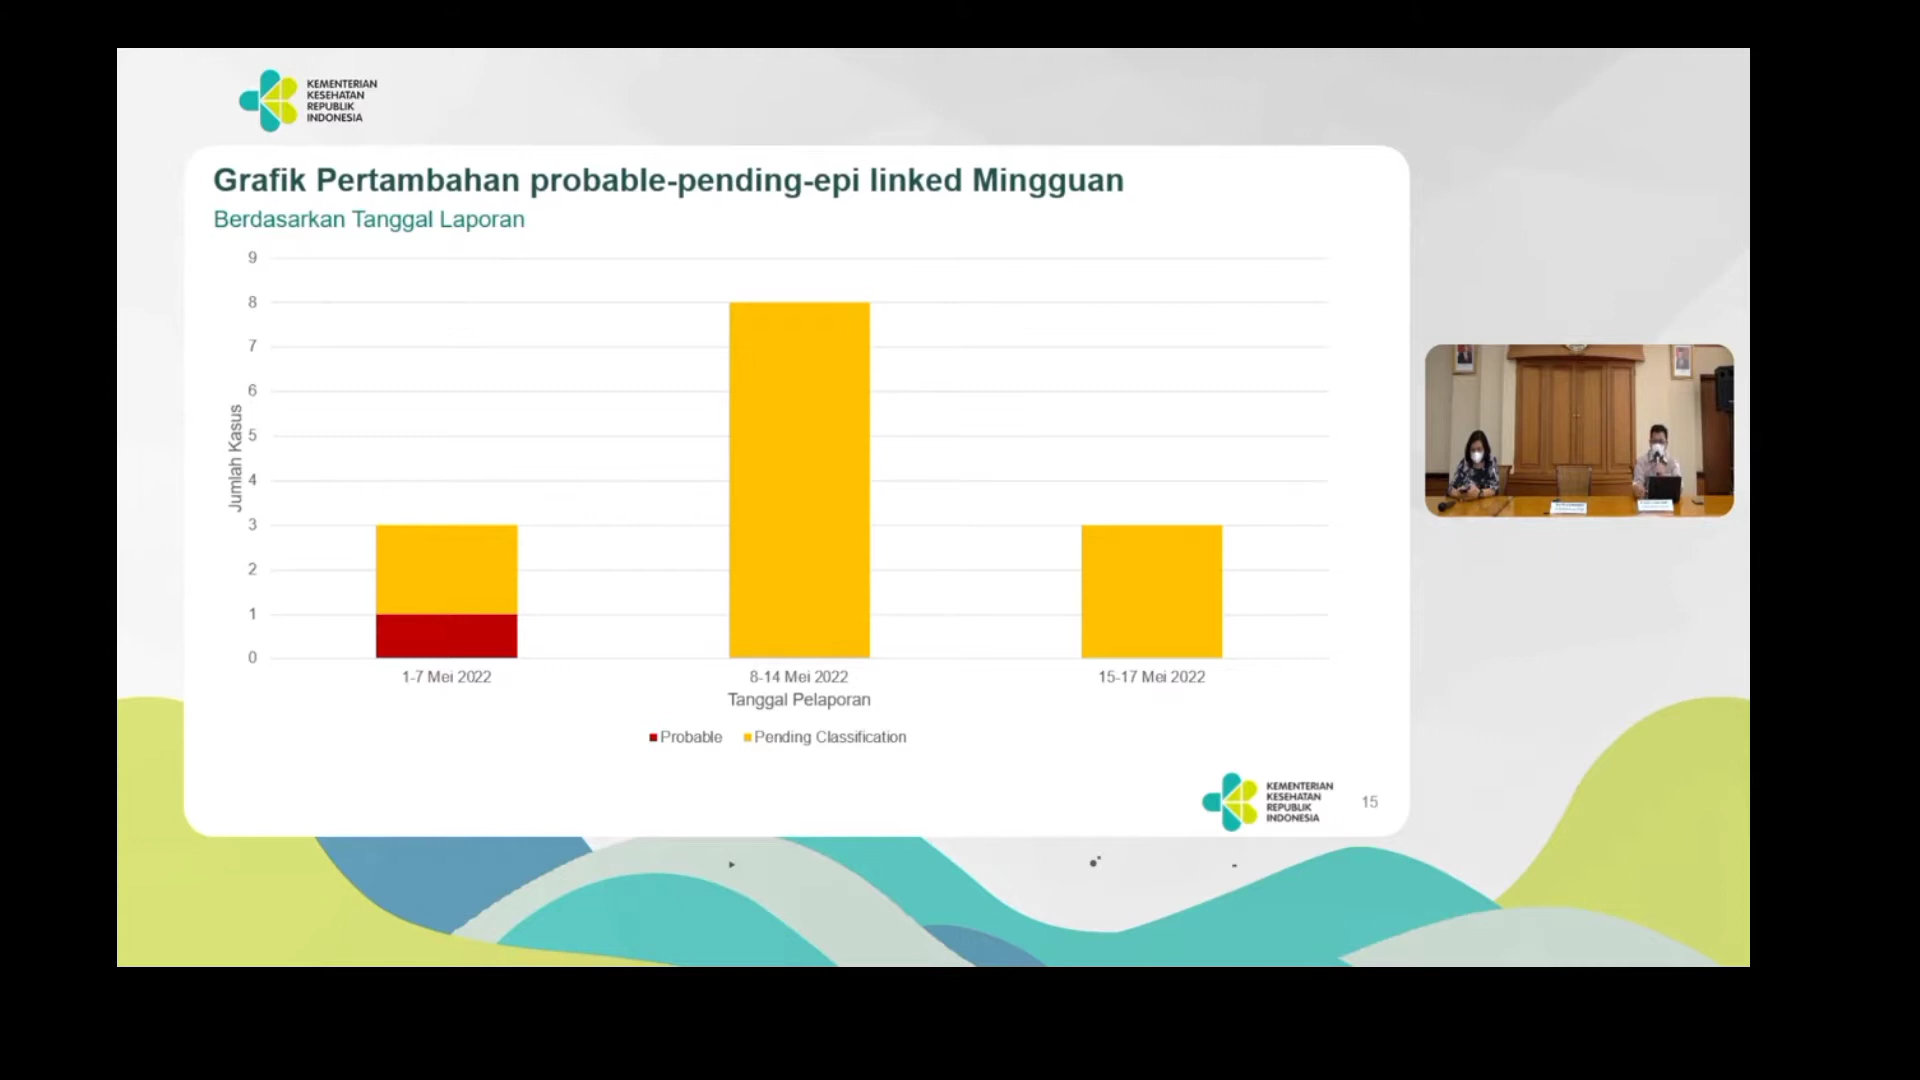 KEMENTERIAN
KESEHATAN
REPUBLIK
INDONESIA
Grafik Pertambahan probable-pending-epi linked Mingguan
Berdasarkan Tanggal Laporan
9
8
7
6
5
4
3
2
1
0
Jumlah Kasus
1-7 Mei 2022
8-14 Mei 2022
15-17 Mei 2022
Tanggal Pelaporan
Probable
Pending Classification
KEMENTERIAN
KESEHATAN
REPUBLIK
INDONESIA
15